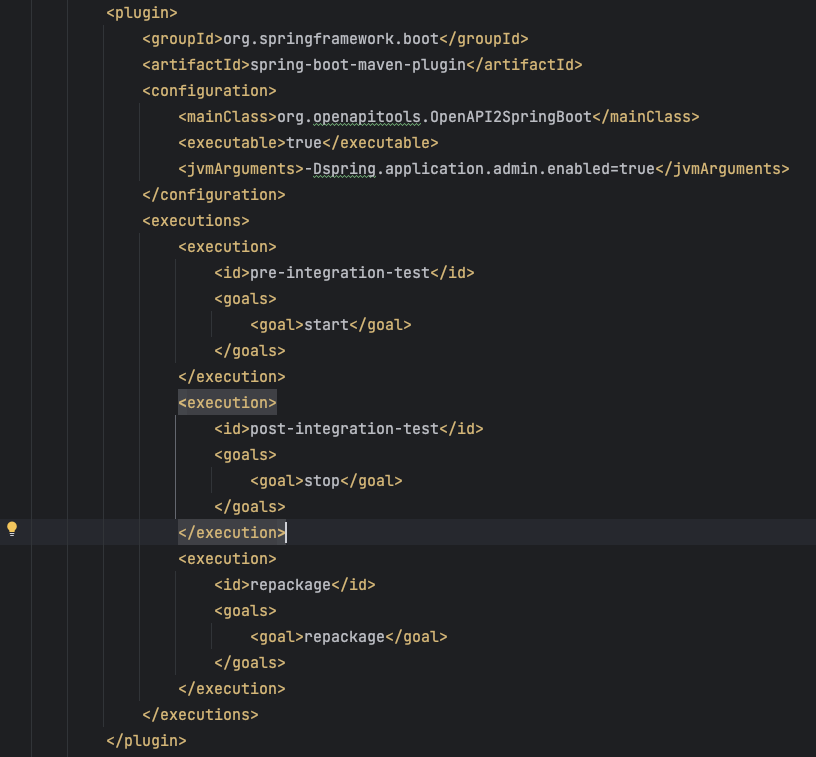 <plugin>
<groupId>org.springframework.boot</groupId>
<artifactId>spring-boot-maven-plugin</artifactId>
<configuration>
<mainClass>org.openapitools.OpenAPI2SpringBoot</mainClass>
<executable>true</executable>
<jvmArguments>-Dspring.application.admin.enabled=true</jvmArguments>
</configuration>
<executions>
<execution>
<id>pre-integration-test</id>
<goals>
<goal>start</goal>
</goals>
</execution>
<execution>
<id>post-integration-test</id>
<goals>
<goal>stop</goal>
</goals>
</execution>
<execution>
<id>repackage</id>
<goals>
<goal>repackage</goal>
</goals>
</execution>
</executions>
</plugin>